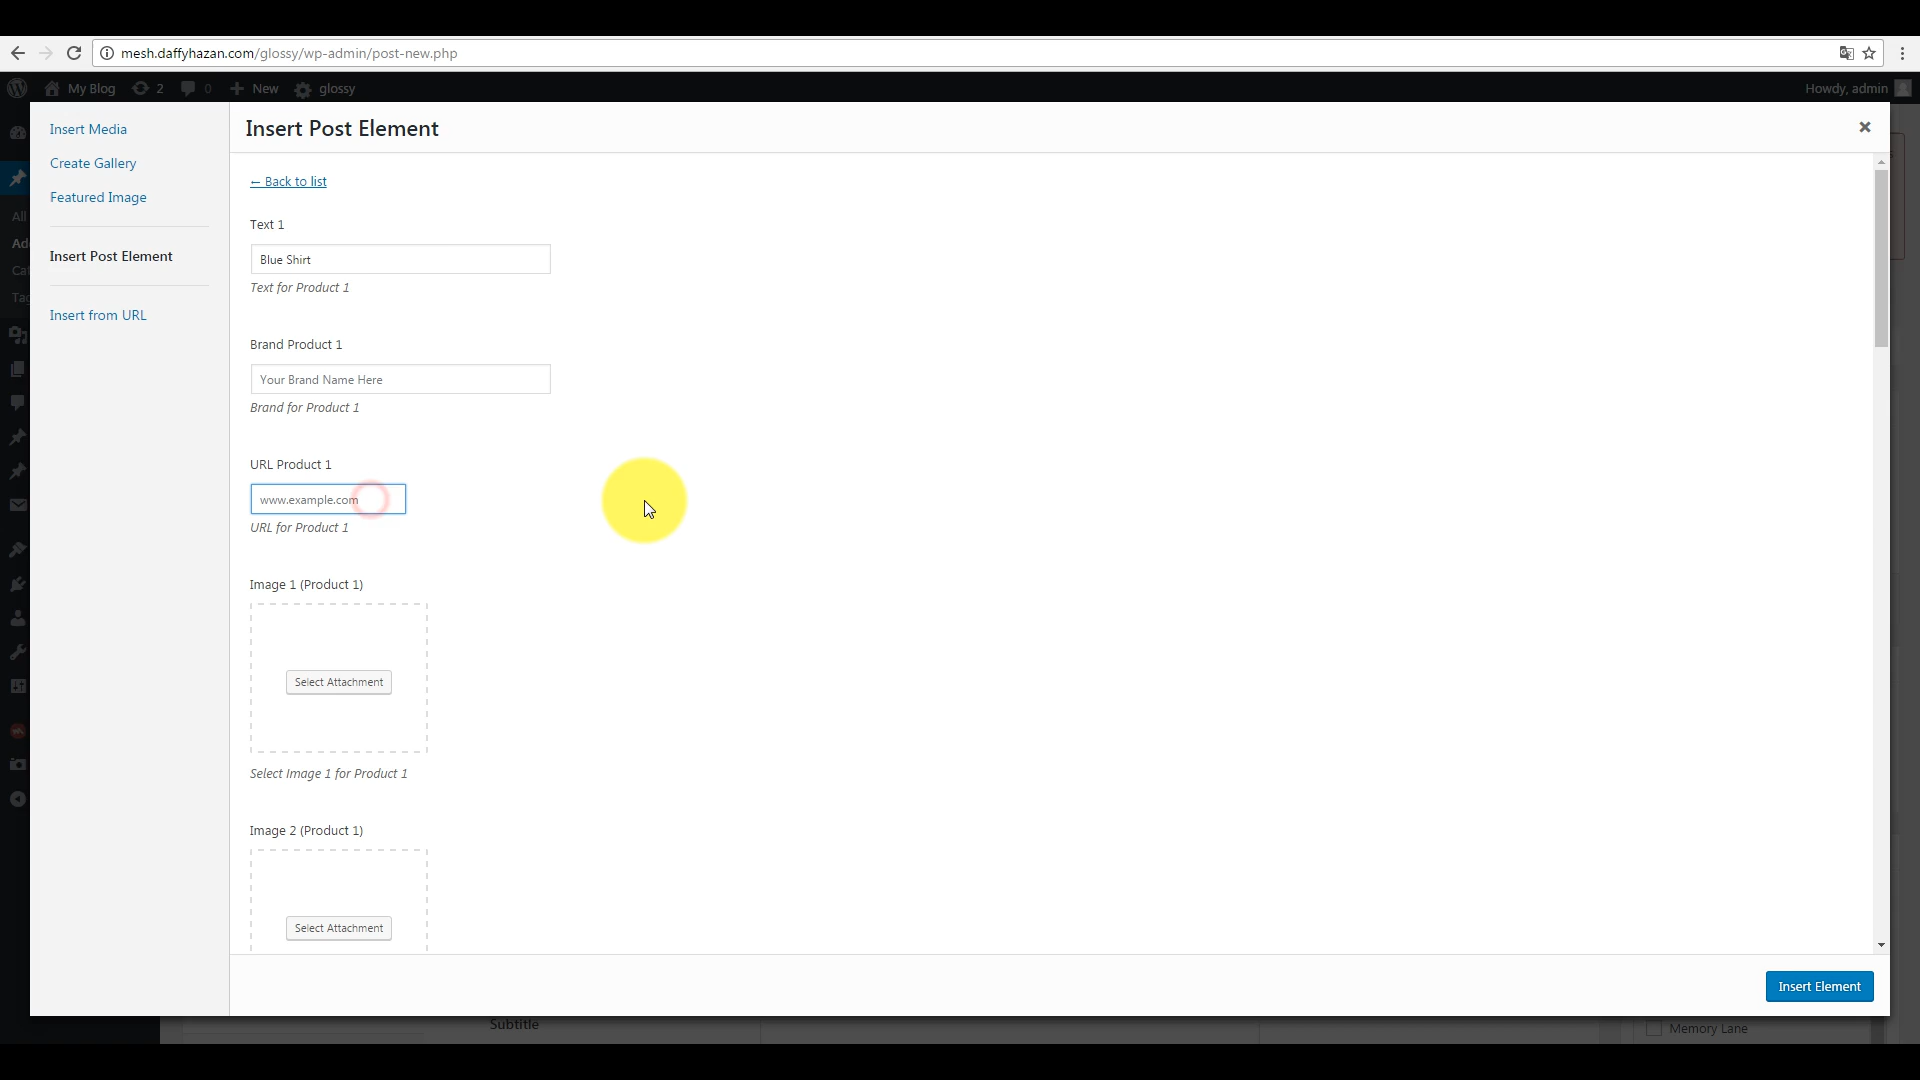 mesh.daffyhazan.com/glossy/wp-admin/post-new.php
My Blog 2 0 New glossy Howdy, admin
Insert Media
Create Gallery
Featured Image
Insert Post Element
Insert from URL
Insert Post Element
← Back to list
Text 1
Blue Shirt
Text for Product 1
Brand Product 1
Your Brand Name Here
Brand for Product 1
URL Product 1
www.example.com
URL for Product 1
Image 1 (Product 1)
Select Attachment
Select Image 1 for Product 1
Image 2 (Product 1)
Select Attachment
Insert Element
All
Subtitle
Memory Lane